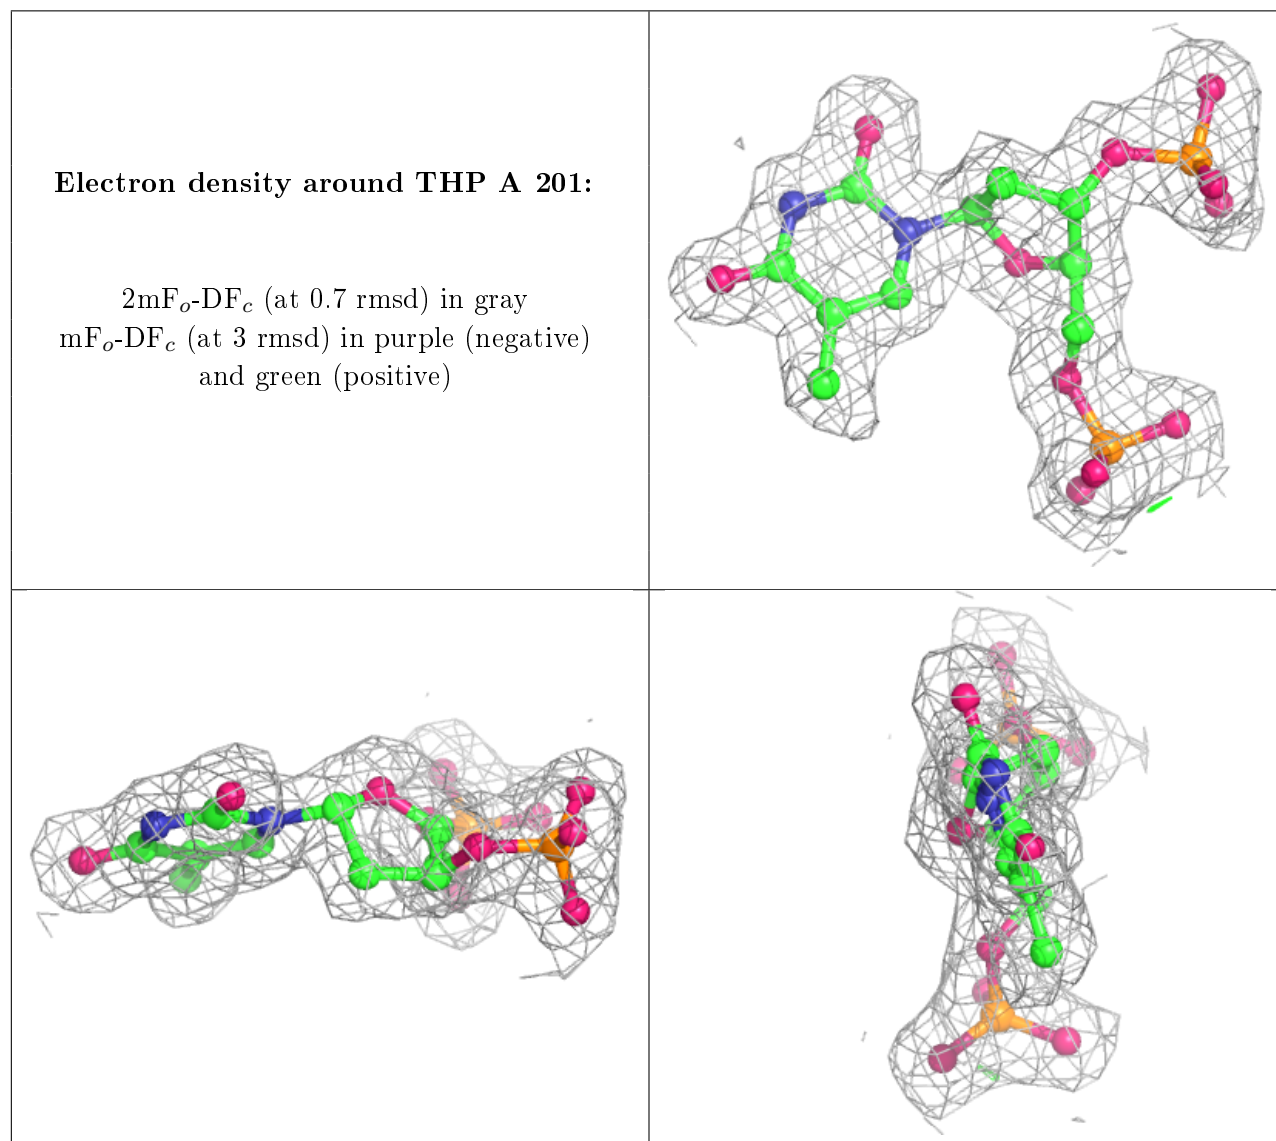 Electron density around THP A 201:
2mFₒ-DF𝒸 (at 0.7 rmsd) in gray
mFₒ-DF𝒸 (at 3 rmsd) in purple (negative)
and green (positive)